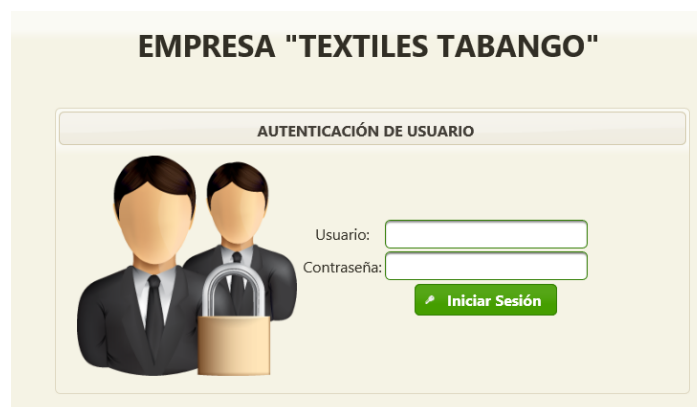 EMPRESA "TEXTILES TABANGO"
AUTENTICACIÓN DE USUARIO
Usuario:
Contraseña:
Iniciar Sesión